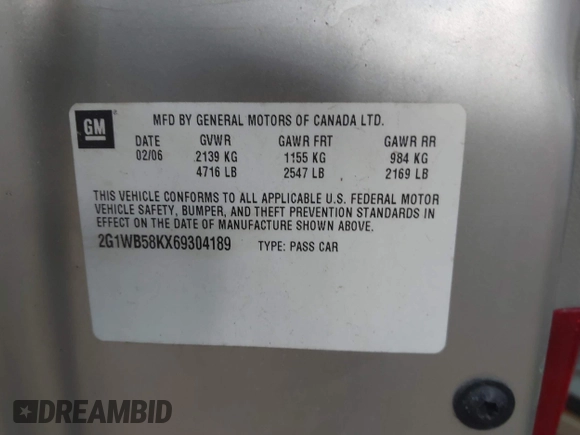 GM
MFD BY GENERAL MOTORS OF CANADA LTD.
DATE GVWR GAWR FRT GAWR RR
02/06 2139 KG 1155 KG 984 KG
4716 LB 2547 LB 2169 LB
THIS VEHICLE CONFORMS TO ALL APPLICABLE U.S. FEDERAL MOTOR
VEHICLE SAFETY, BUMPER, AND THEFT PREVENTION STANDARDS IN
EFFECT ON THE DATE OF MANUFACTURE SHOWN ABOVE.
2G1WB58KX69304189 TYPE: PASS CAR
DREAMBID